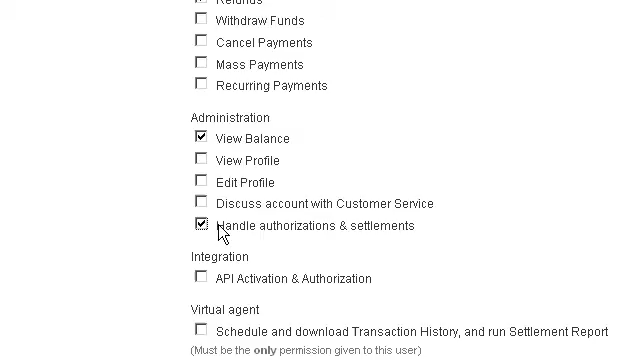 Refunds
Withdraw Funds
Cancel Payments
Mass Payments
Recurring Payments
Administration
View Balance
View Profile
Edit Profile
Discuss account with Customer Service
Handle authorizations & settlements
Integration
API Activation & Authorization
Virtual agent
Schedule and download Transaction History, and run Settlement Report
(Must be the only permission given to this user)